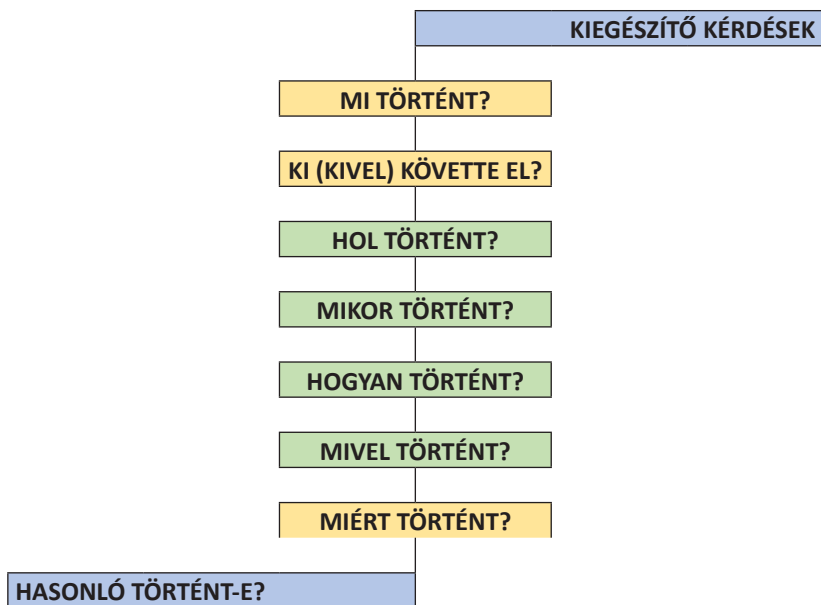 KIEGÉSZÍTŐ KÉRDÉSEK
MI TÖRTÉNT?
KI (KIVEL) KÖVETTE EL?
HOL TÖRTÉNT?
MIKOR TÖRTÉNT?
HOGYAN TÖRTÉNT?
MIVEL TÖRTÉNT?
MIÉRT TÖRTÉNT?
HASONLÓ TÖRTÉNT-E?